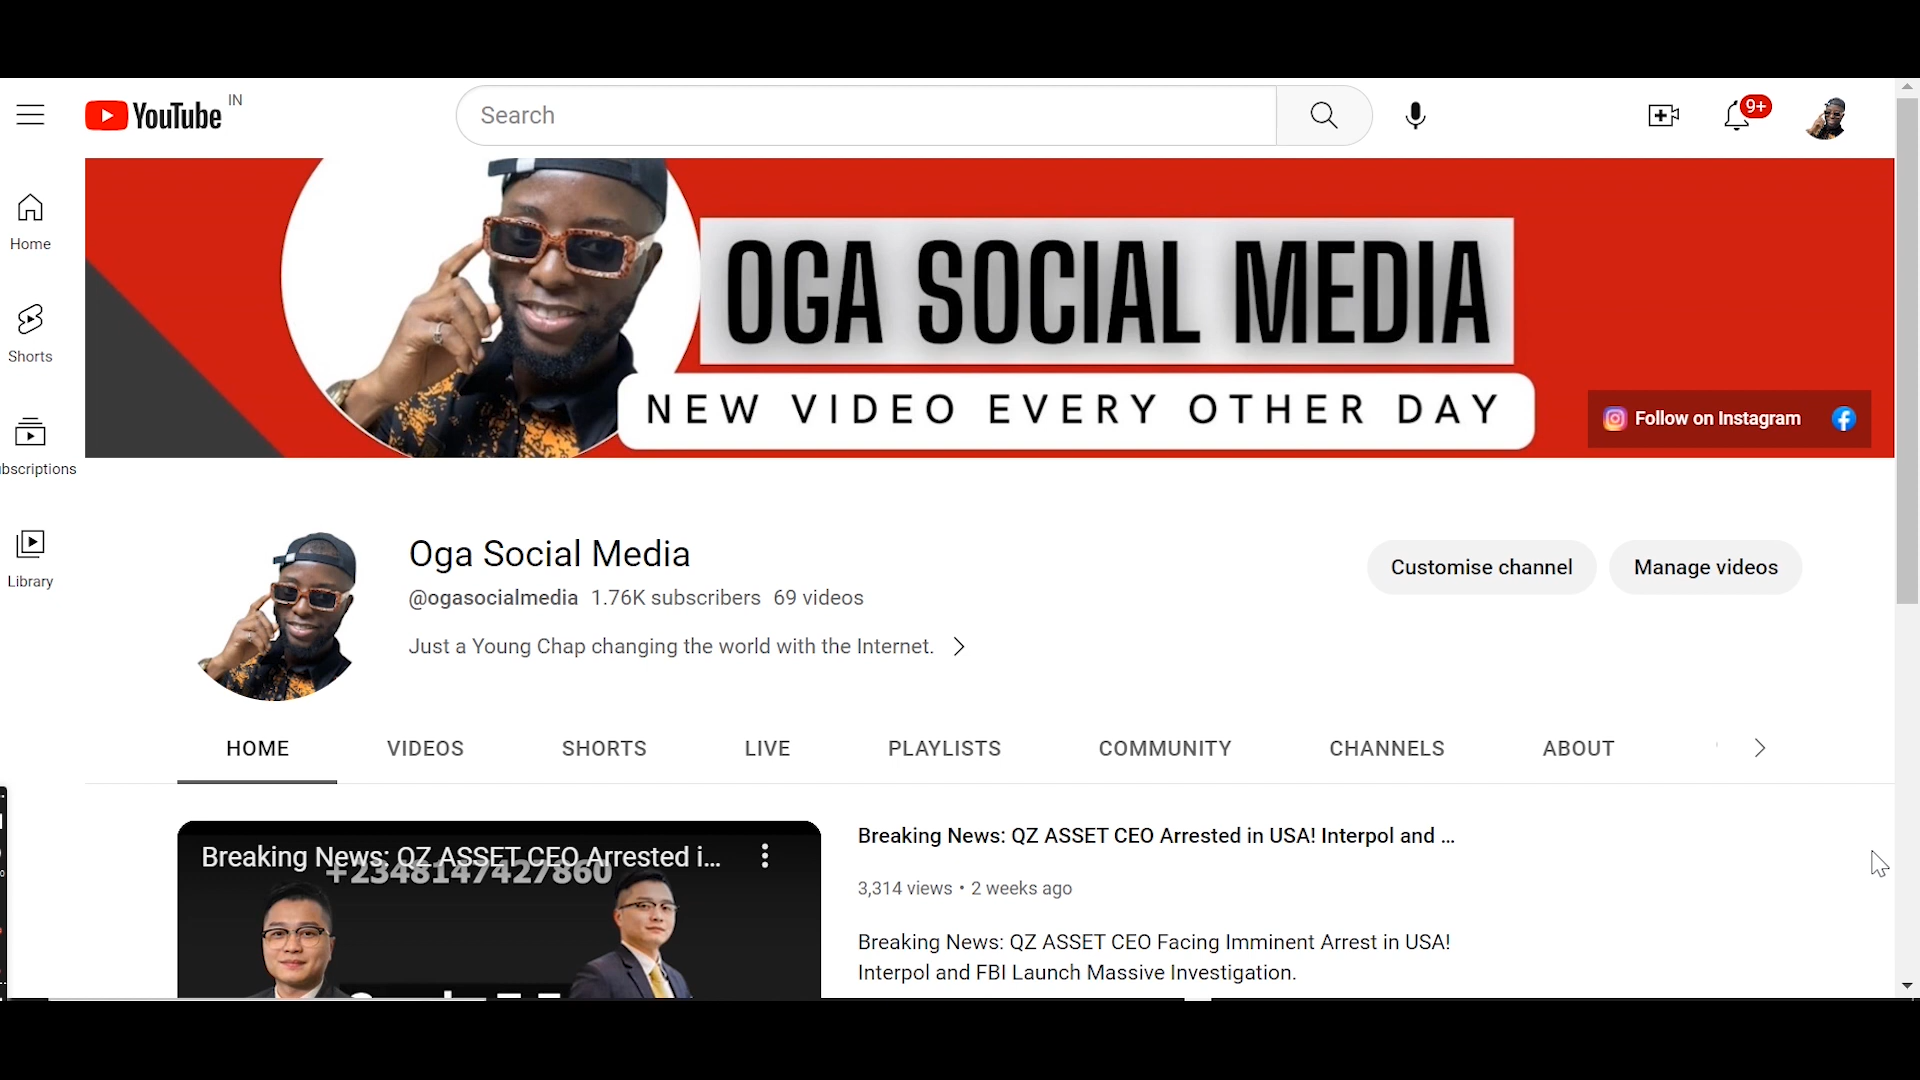 YouTube IN
Search
9+
Home
Shorts
bscriptions
Library
OGA SOCIAL MEDIA
NEW VIDEO EVERY OTHER DAY
Follow on Instagram
Oga Social Media
@ogasocialmedia 1.76K subscribers 69 videos
Just a Young Chap changing the world with the Internet.
Customise channel
Manage videos
HOME VIDEOS SHORTS LIVE PLAYLISTS COMMUNITY CHANNELS ABOUT
Breaking News: QZ ASSET CEO Arrested i...
+2348147427860
Breaking News: QZ ASSET CEO Arrested in USA! Interpol and ...
3,314 views • 2 weeks ago
Breaking News: QZ ASSET CEO Facing Imminent Arrest in USA!
Interpol and FBI Launch Massive Investigation.